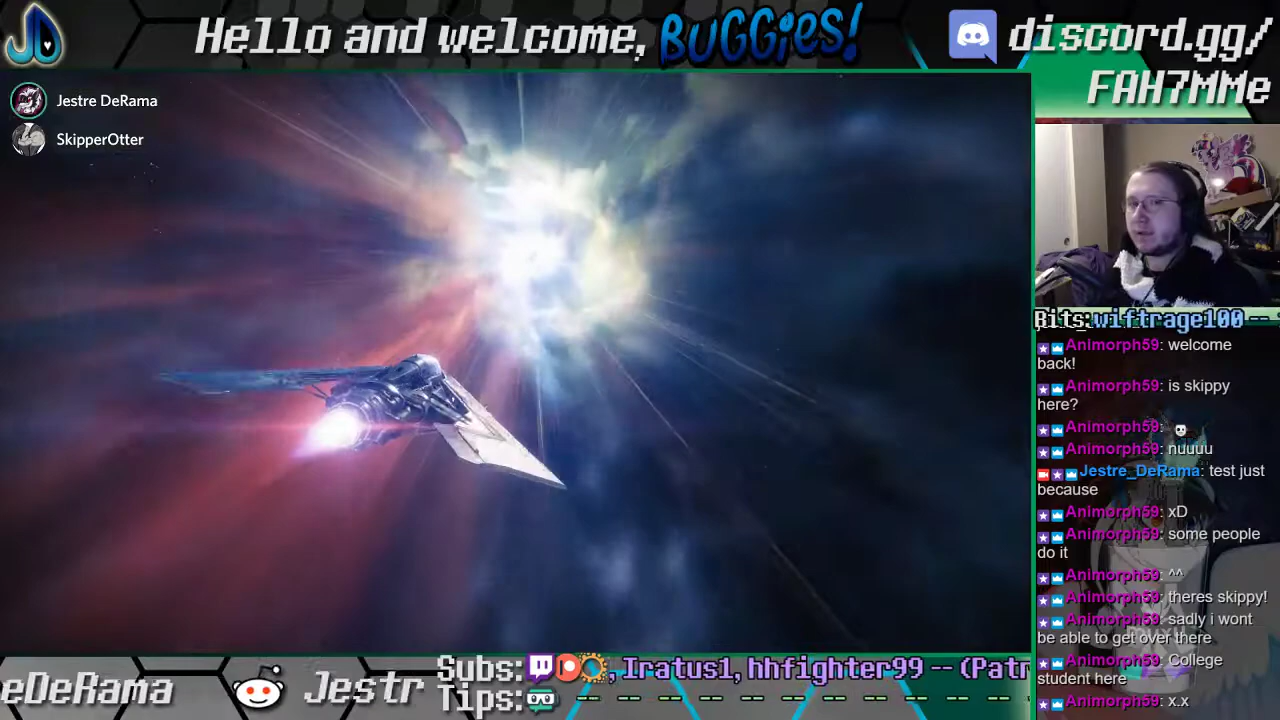 JD
Hello and welcome, BUGGiES!
discord.gg/
FAH7MMe
Jestre DeRama
SkipperOtter
Bits:wiftrage100 --
Animorph59: welcome
back!
Animorph59: is skippy
here?
Animorph59:
Animorph59: nuuuu
Jestre_DeRama: test just
because
Animorph59: xD
Animorph59: some people
do it
Animorph59: ^^
Animorph59: theres skippy!
Animorph59: sadly i wont
be able to get over there
Animorph59: College
student here
Animorph59: x.x
eDeRama
Jestr
Subs: , Iratus1, hhfighter99 -- (Patr
Tips: -- -- -- -- -- -- -- -- -- --